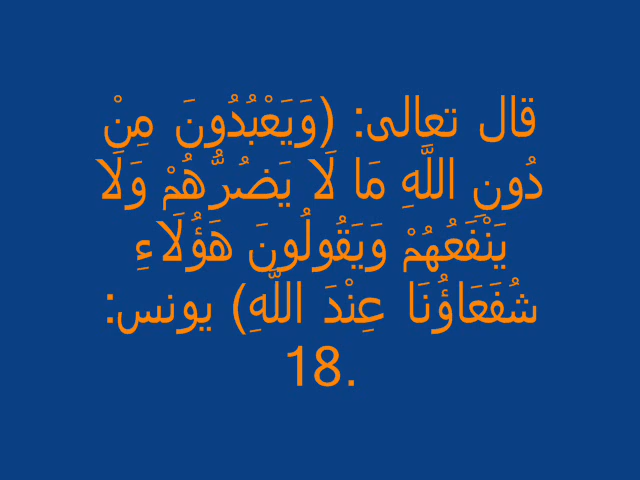 قال تعالى: (وَيَعْبُدُونَ مِنْ
دُونِ اللَّهِ مَا لَا يَضُرُّهُمْ وَلَا
يَنْفَعُهُمْ وَيَقُولُونَ هَؤُلَاءِ
شُفَعَاؤُنَا عِنْدَ اللَّهِ) يونس:
18.